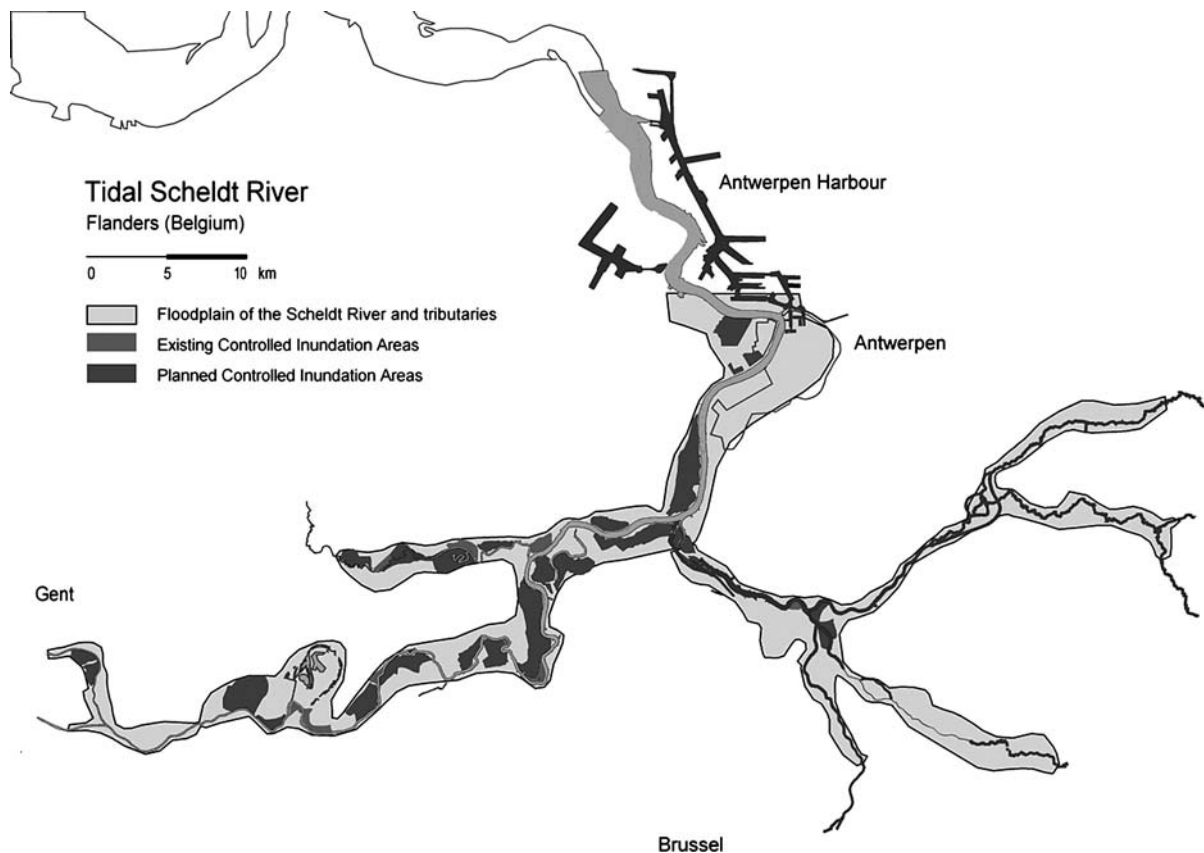 Antwerpen Harbour
Tidal Scheldt River
Flanders (Belgium)
0 5 10 km
Floodplain of the Scheldt River and tributaries
Existing Controlled Inundation Areas
Planned Controlled Inundation Areas
Antwerpen
Gent
Brussel